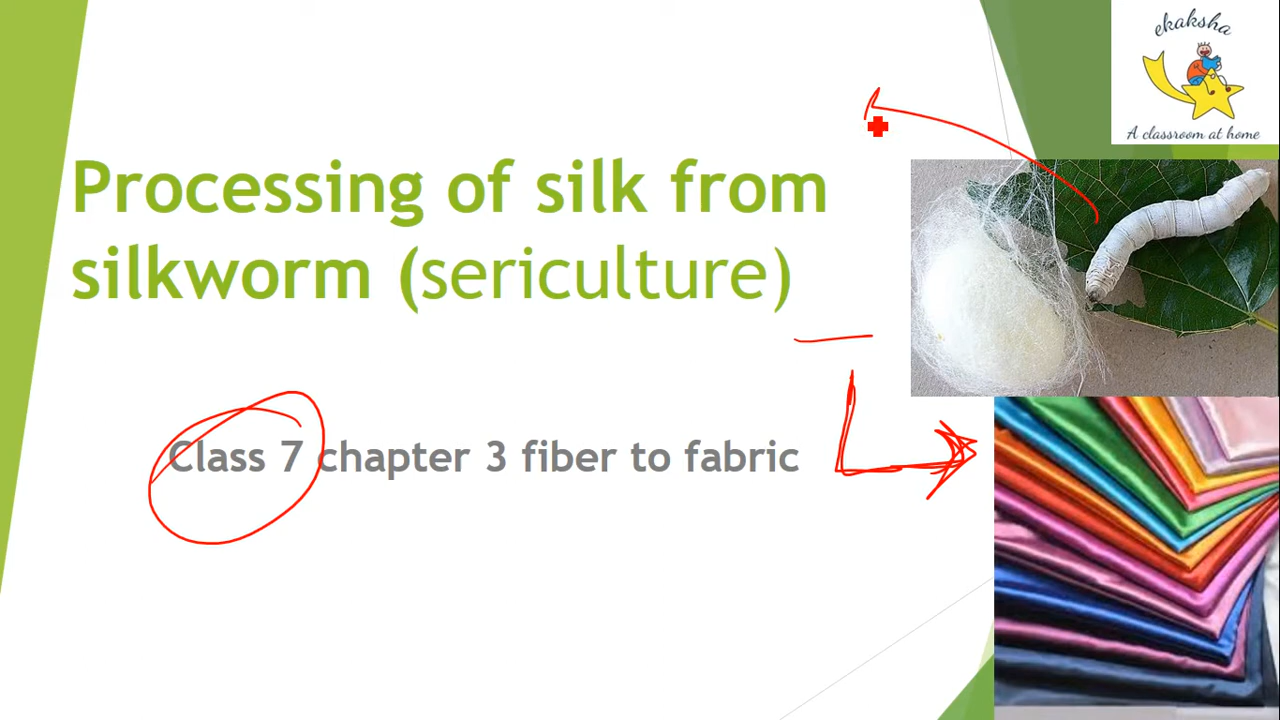 ekaksha
A classroom at home
Processing of silk from
silkworm (sericulture)
Class 7 chapter 3 fiber to fabric